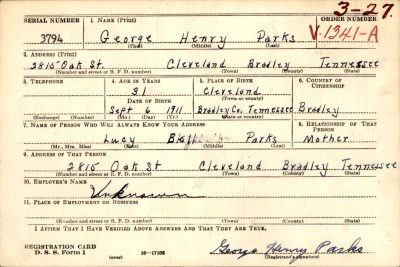 3-27.
SERIAL NUMBER 1. NAME (Print) V-1341-A
3794 George Henry Parks
(First) (Middle) (Last)
2. ADDRESS (Print)
2815 Oak St. Cleveland Bradley Tennessee
(Number and street or R. F. D. number) (Town) (County) (State)
3. TELEPHONE 4. AGE IN YEARS 5. PLACE OF BIRTH 6. COUNTRY OF CITIZENSHIP
31 Cleveland
DATE OF BIRTH (Town or county)
Sept. 6 1911 Bradley Co. Tennessee Bradley
(Exchange) (Number) (Mo.) (Day) (Yr.) (State or country)
7. NAME OF PERSON WHO WILL ALWAYS KNOW YOUR ADDRESS 8. RELATIONSHIP OF THAT PERSON
Lucy Parks Mother
(Mr., Mrs., Miss) (First) (Middle) (Last)
9. ADDRESS OF THAT PERSON
2815 Oak St Cleveland Bradley Tennessee
(Number and street or R. F. D. number) (Town) (County) (State)
10. EMPLOYER'S NAME
Unknown
11. PLACE OF EMPLOYMENT OR BUSINESS
(Number and street or R. F. D. number) (Town) (County) (State)
I AFFIRM THAT I HAVE VERIFIED ABOVE ANSWERS AND THAT THEY ARE TRUE.
REGISTRATION CARD
D. S. S. Form 1 (over) 16—17105 George Henry Parks
(Registrant's signature)